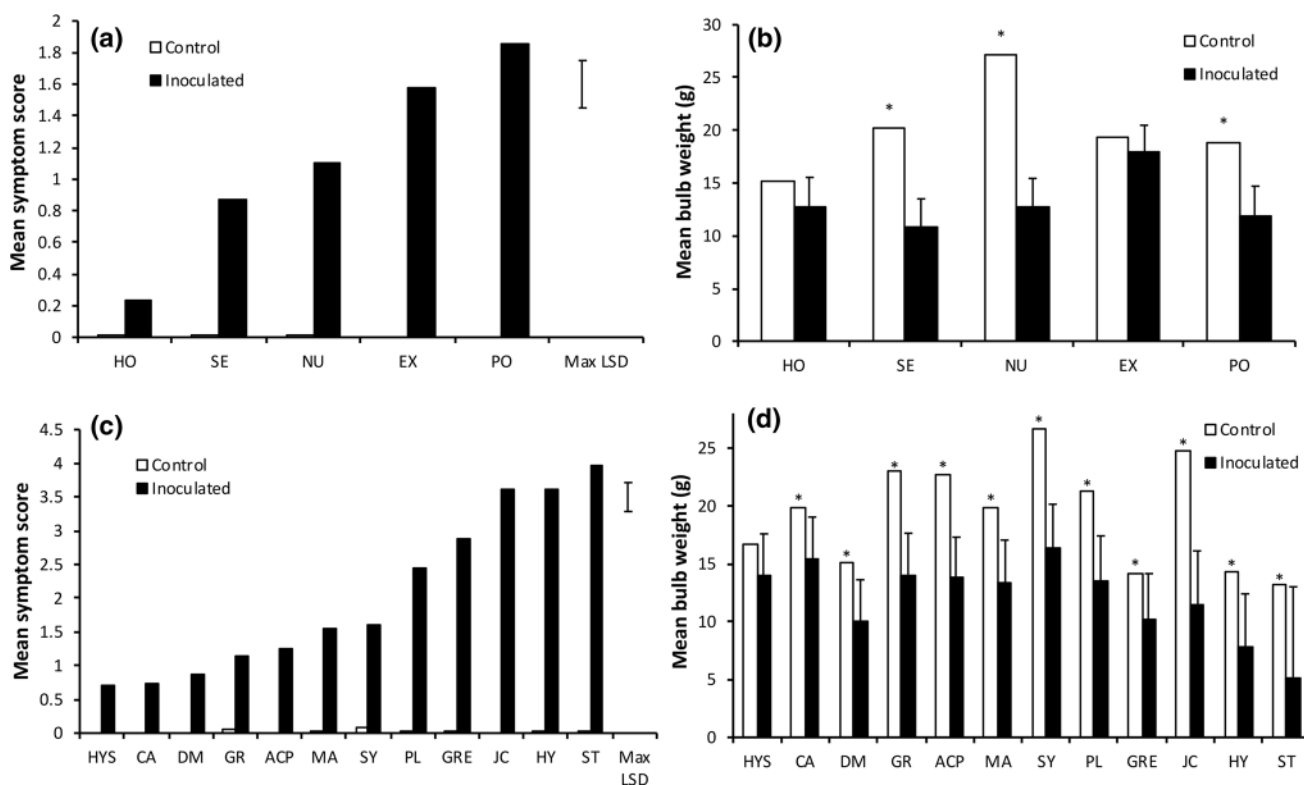 (a)
Control
Inoculated
Mean symptom score
2
1.8
1.6
1.4
1.2
1
0.8
0.6
0.4
0.2
0
HO SE NU EX PO Max LSD
(b)
Control
Inoculated
Mean bulb weight (g)
30
25
20
15
10
5
0
* * *
HO SE NU EX PO
(c)
Control
Inoculated
Mean symptom score
4.5
4
3.5
3
2.5
2
1.5
1
0.5
0
HYS CA DM GR ACP MA SY PL GRE JC HY ST Max
LSD
(d)
Control
Inoculated
Mean bulb weight (g)
25
20
15
10
5
0
* * * * * * * * * * *
HYS CA DM GR ACP MA SY PL GRE JC HY ST